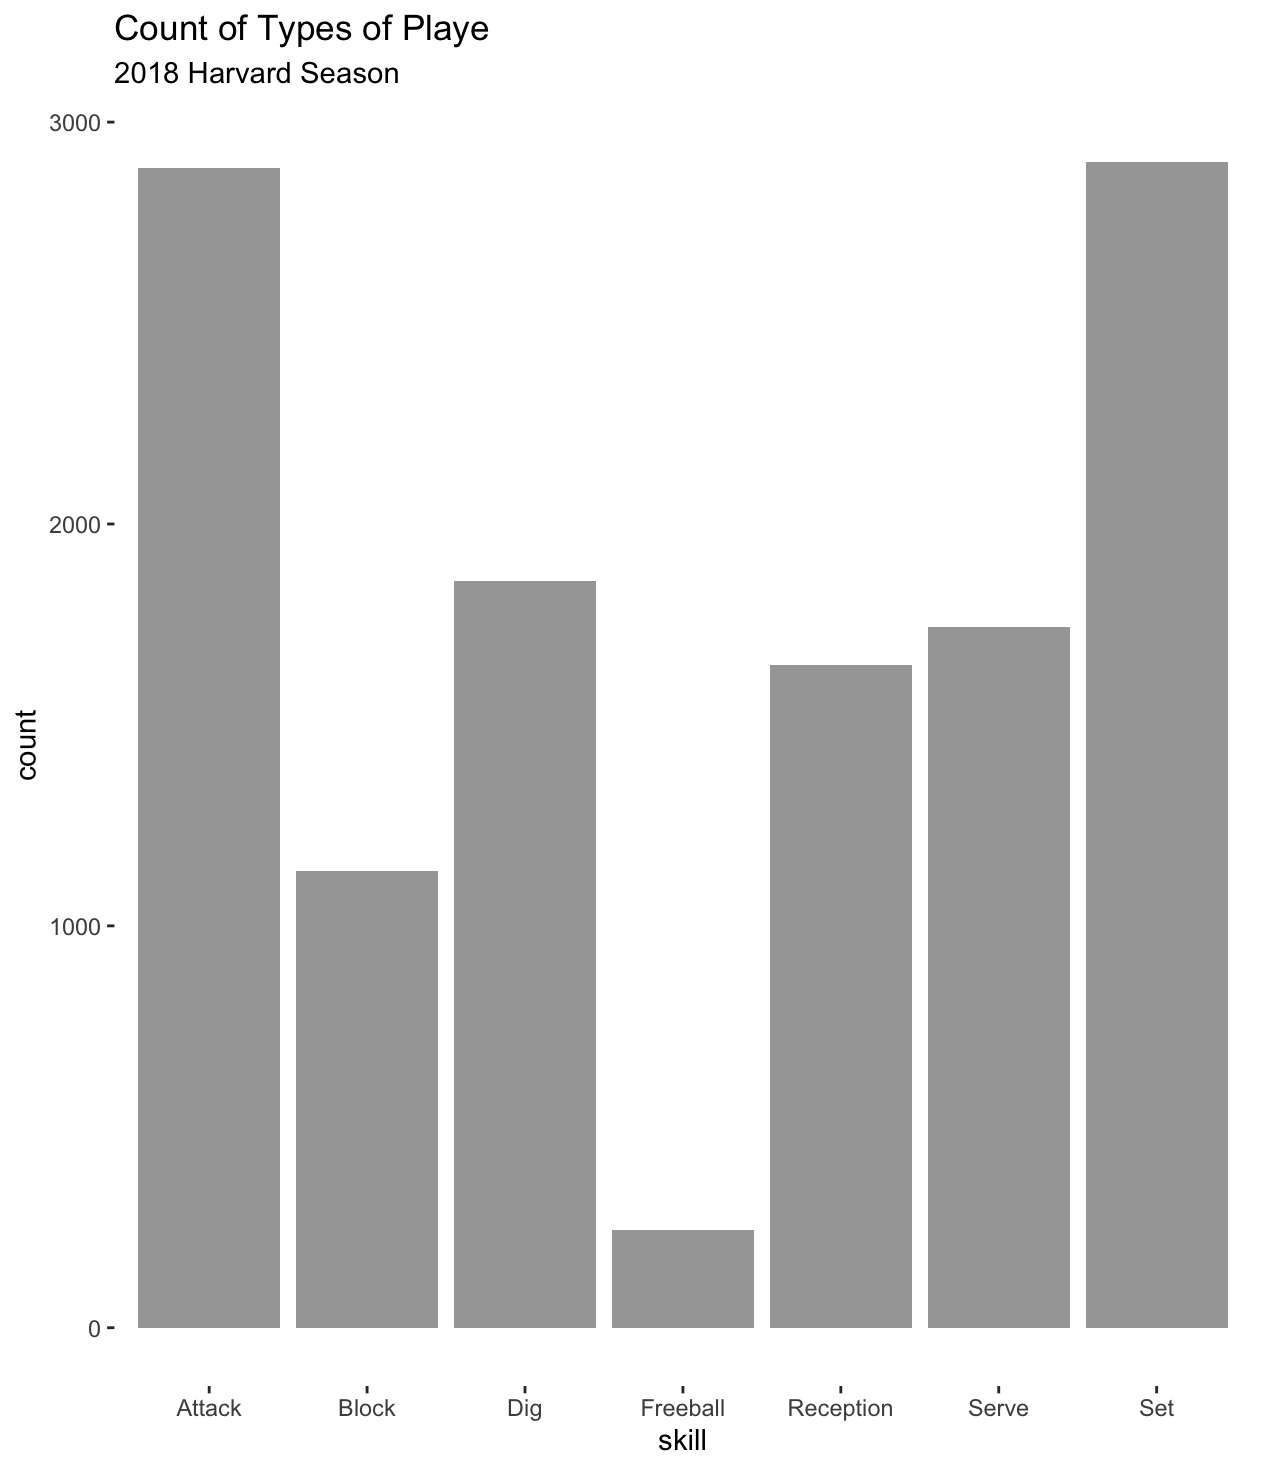 Count of Types of Playe
2018 Harvard Season
3000
2000
1000
0
count
Attack Block Dig Freeball Reception Serve Set
skill